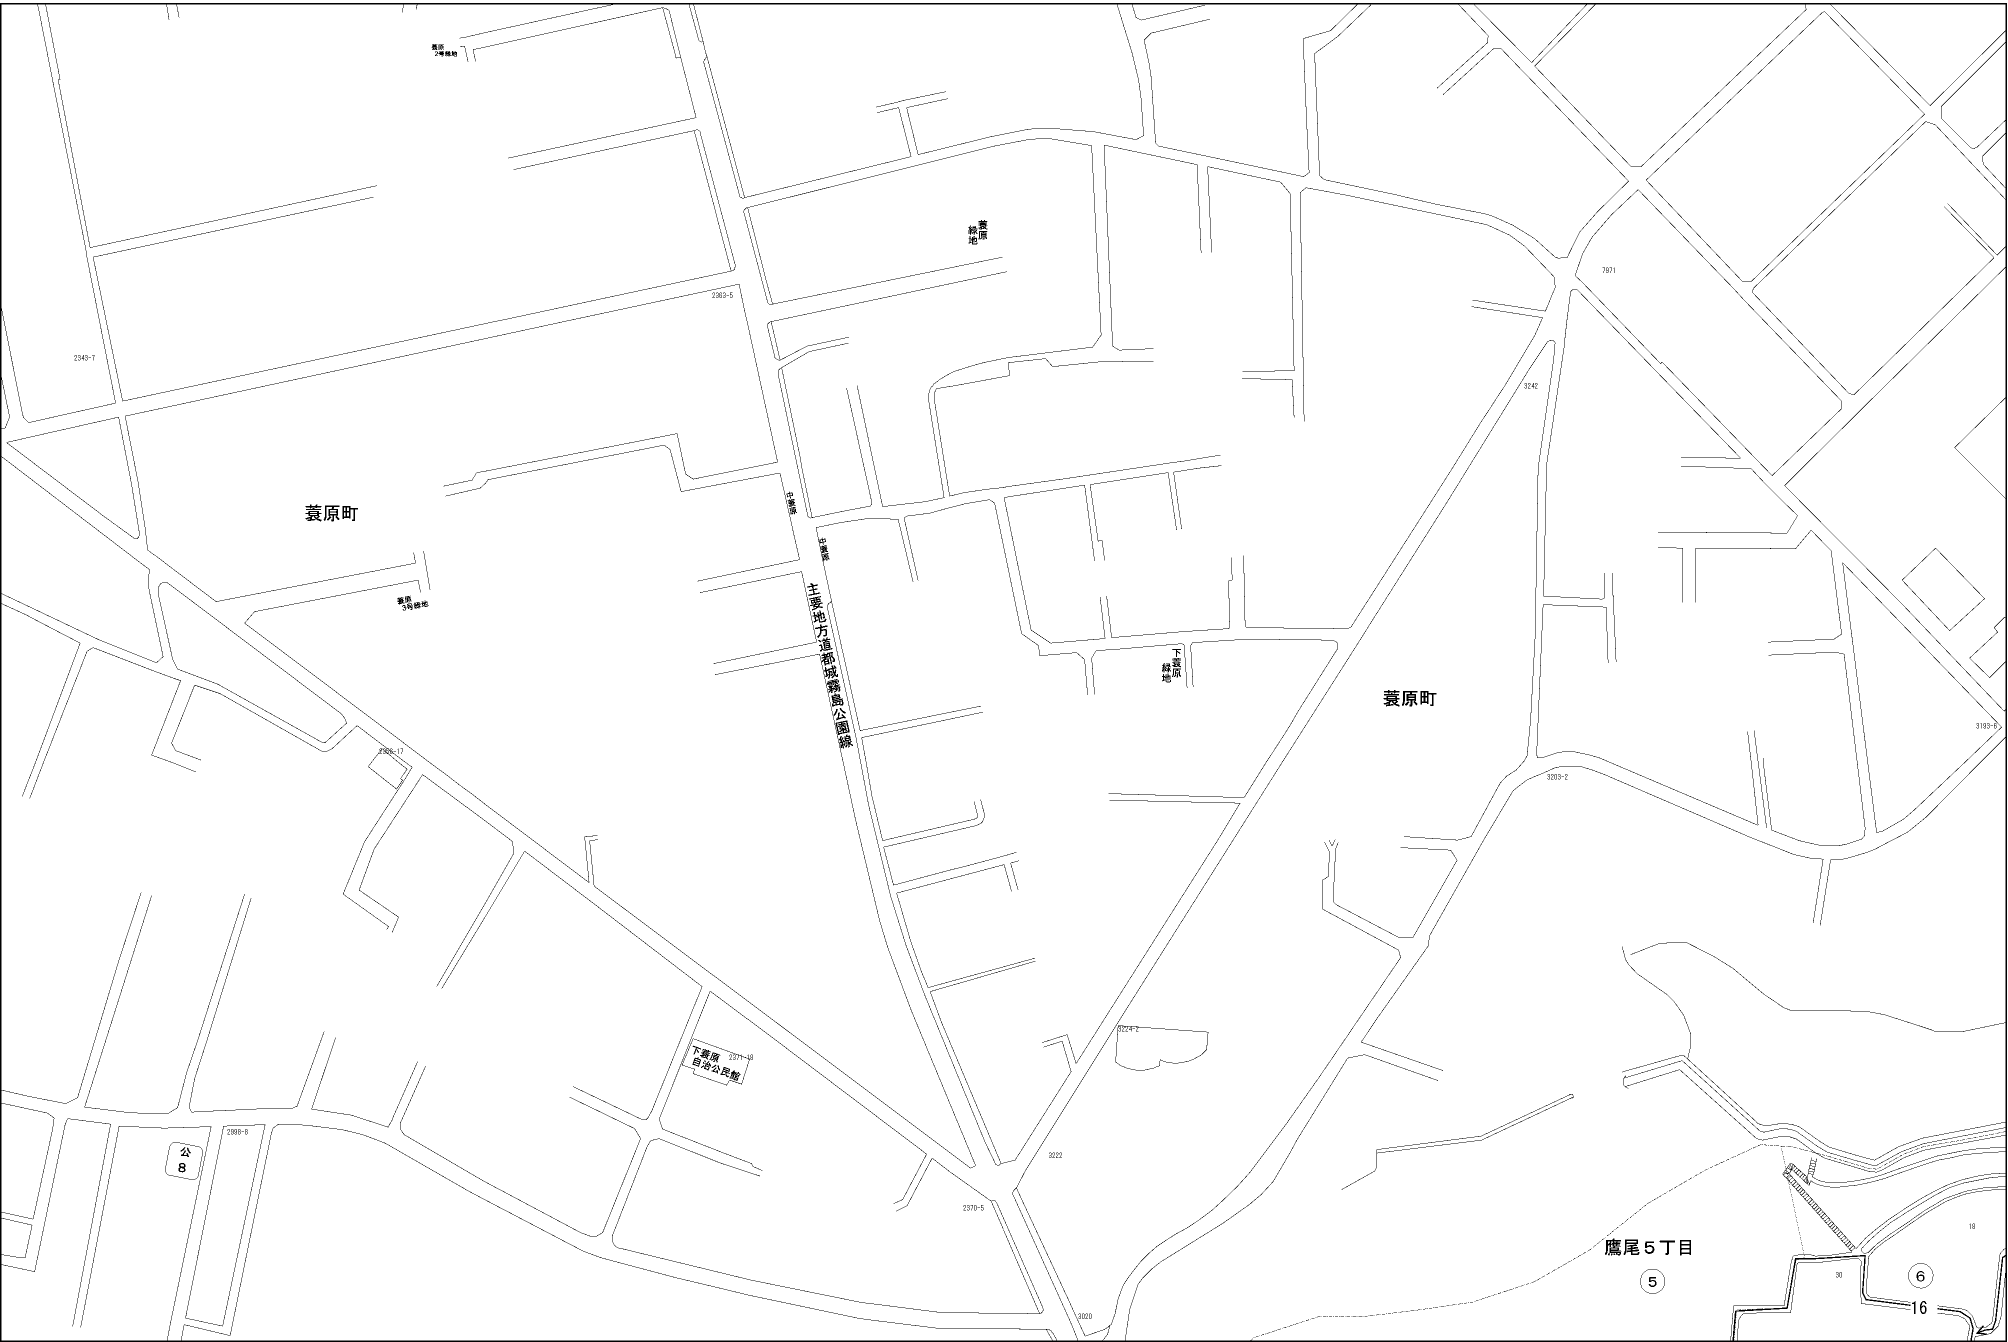 蓑原
2号緑地
蓑原
緑地
7971
2363-5
2343-7
3242
蓑原町
中蓑原
中蓑原
蓑原
3号緑地
主要地方道都城霧島公園線
下蓑原
緑地
蓑原町
3193-6
3203-2
3224-2
下蓑原
自治公民館
2371-18
2998-8
公
8
3222
2370-5
3020
鷹尾5丁目
5
18
30
6
16